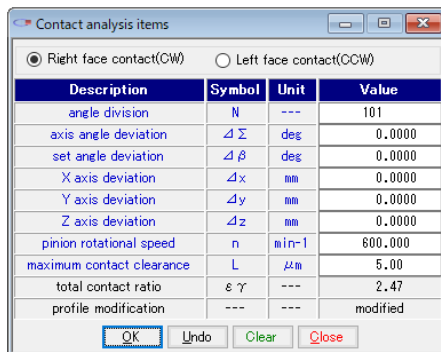 Contact analysis items
Right face contact(CW) Left face contact(CCW)
Description Symbol Unit Value
angle division N --- 101
axis angle deviation ⊿Σ deg 0.0000
set angle deviation ⊿β deg 0.0000
X axis deviation ⊿x mm 0.0000
Y axis deviation ⊿y mm 0.0000
Z axis deviation ⊿z mm 0.0000
pinion rotational speed n min-1 600.000
maximum contact clearance L μm 5.00
total contact ratio εγ --- 2.47
profile modification --- --- modified
OK Undo Clear Close